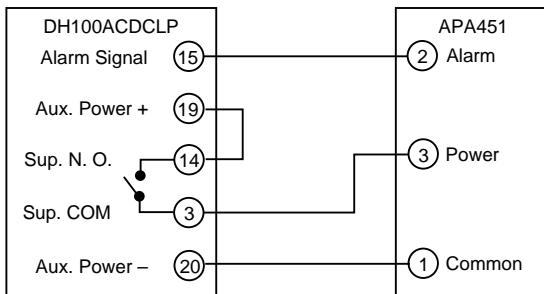 DH100ACDCLP APA451
Alarm Signal 15 2 Alarm
Aux. Power + 19
Sup. N. O. 14 3 Power
Sup. COM 3
Aux. Power – 20 1 Common